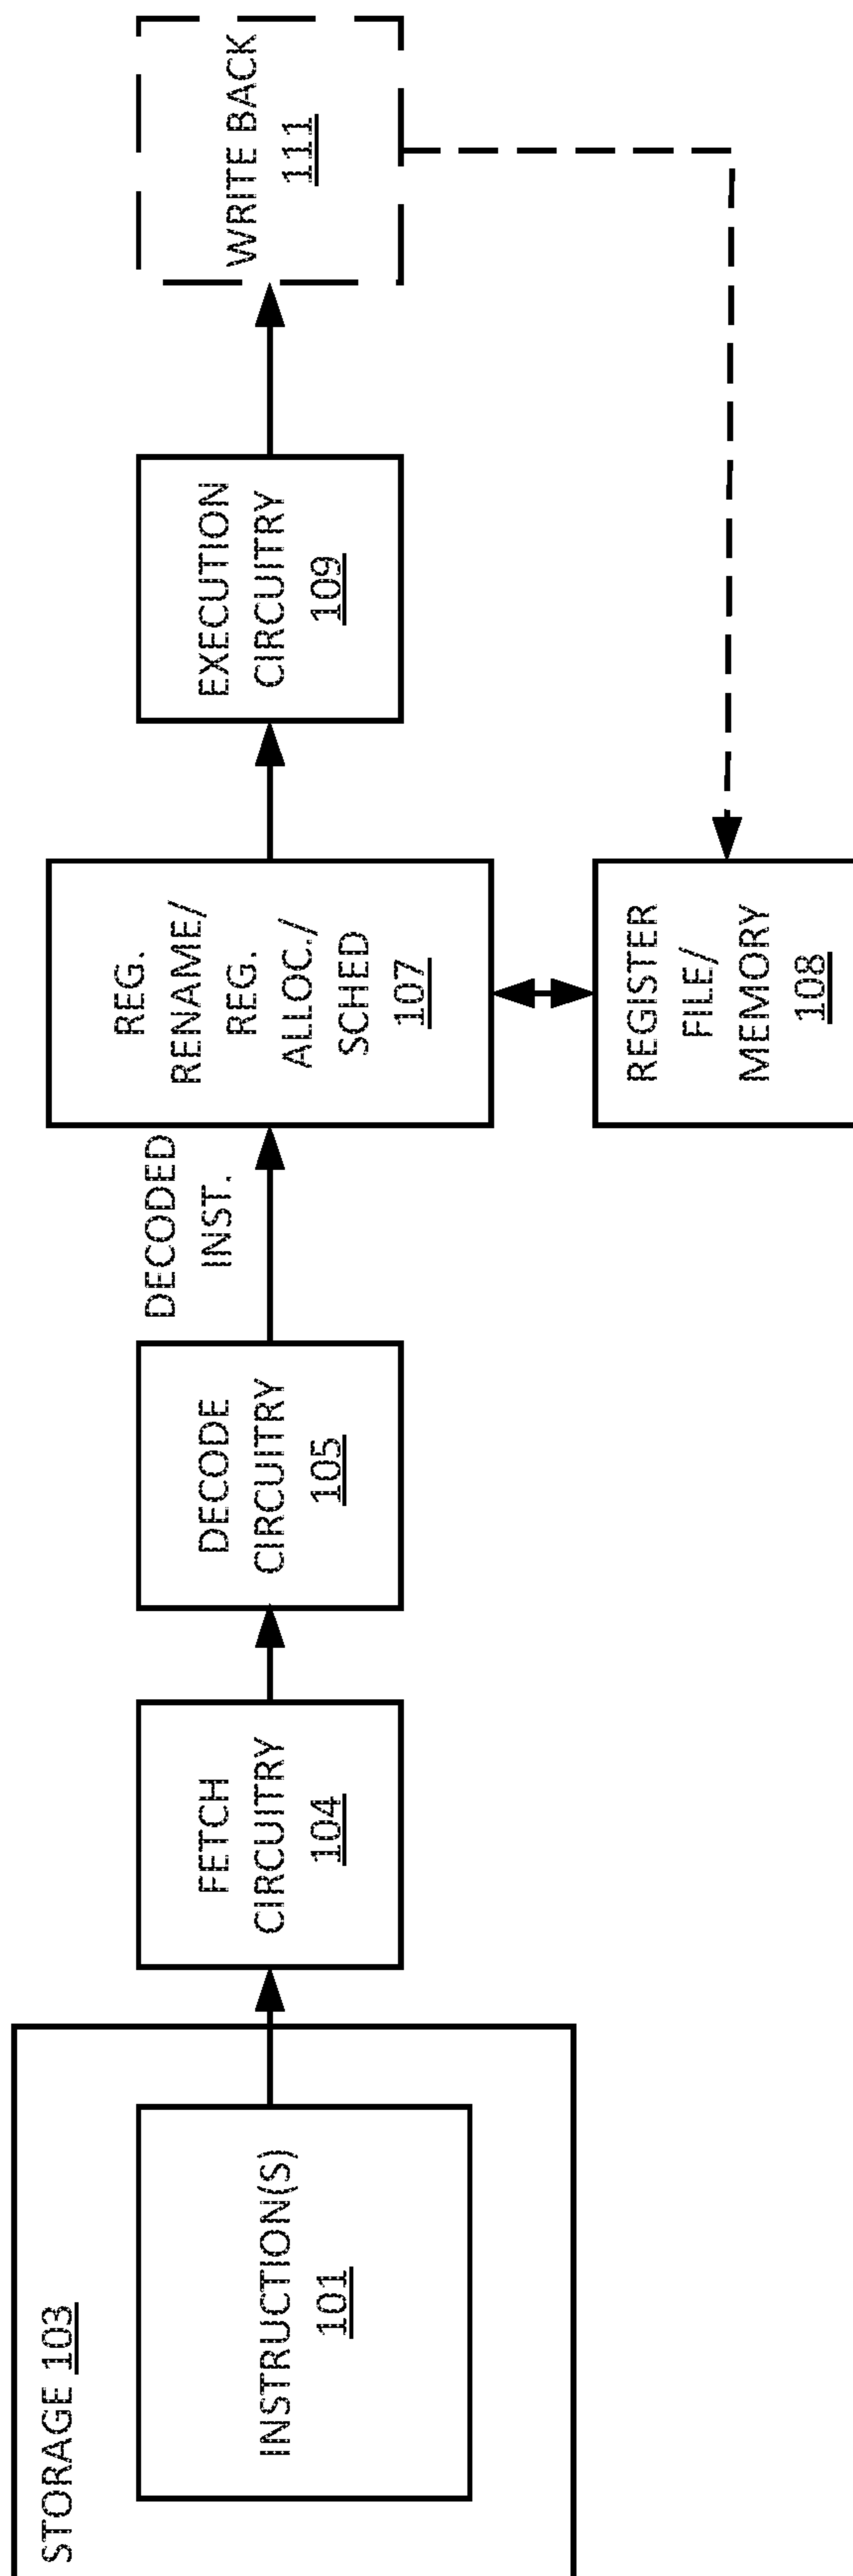 STORAGE 103
INSTRUCTION(S)
101
FETCH
CIRCUITRY
104
DECODE
CIRCUITRY
105
DECODED
INST.
REG.
RENAME/
REG.
ALLOC./
SCHED
107
REGISTER
FILE/
MEMORY
108
EXECUTION
CIRCUITRY
109
WRITE BACK
111